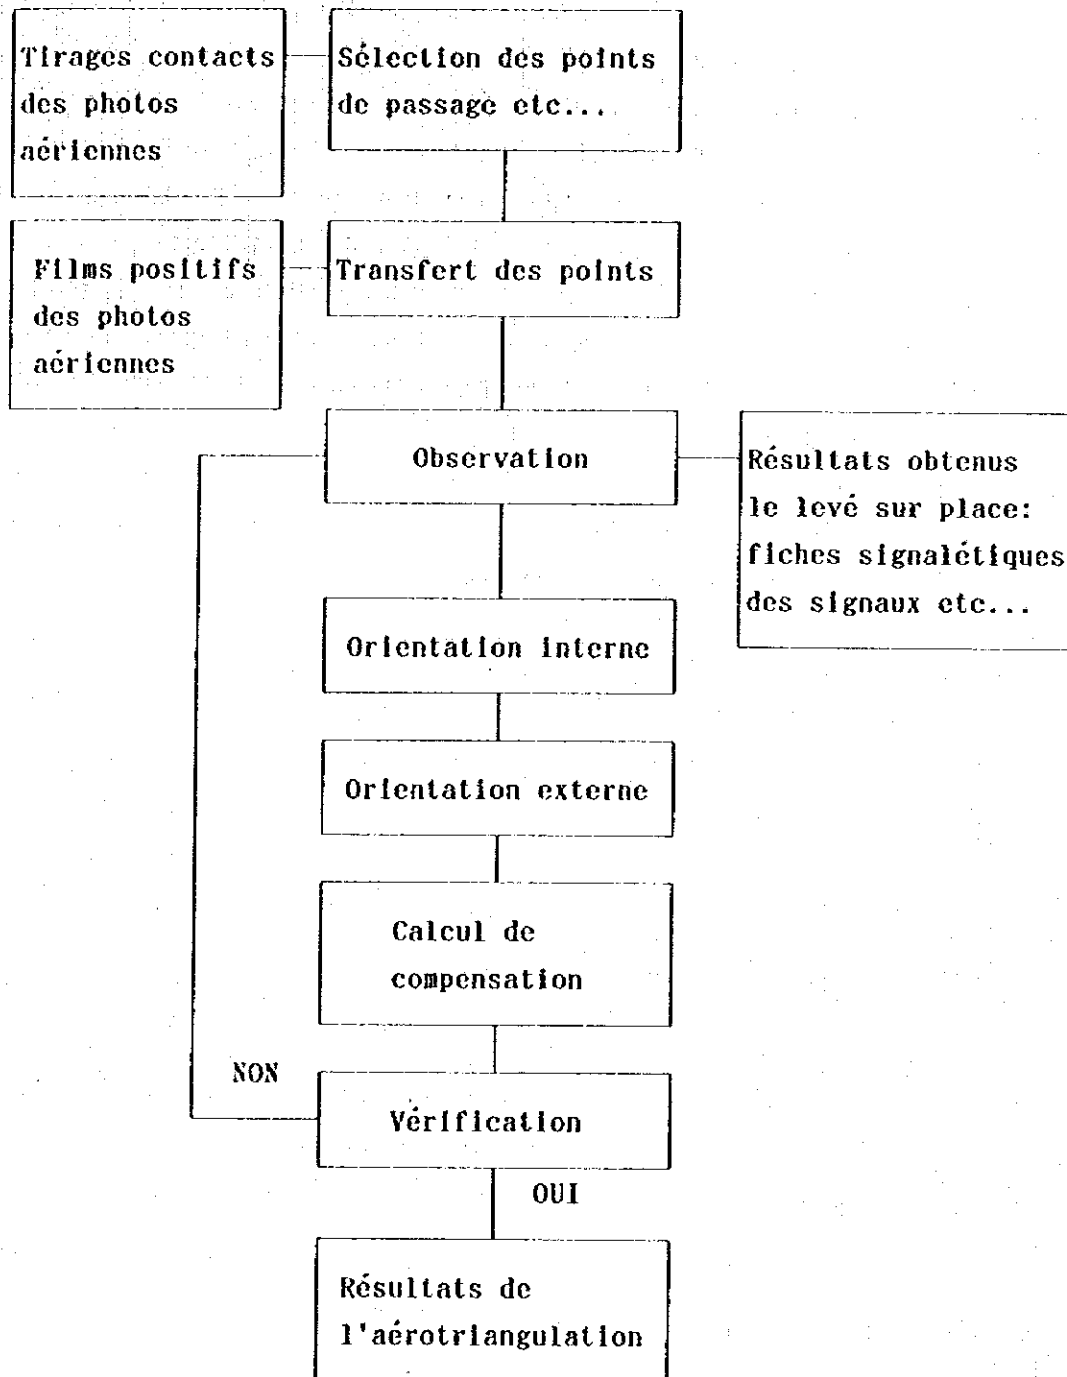 Tirages contacts
des photos
aériennes
Sélection des points
de passage etc...
Films positifs
des photos
aériennes
Transfert des points
Observation
Résultats obtenus
le levé sur place:
fiches signalétiques
des signaux etc...
Orientation interne
Orientation externe
Calcul de
compensation
NON
Vérification
OUI
Résultats de
l'aérotriangulation